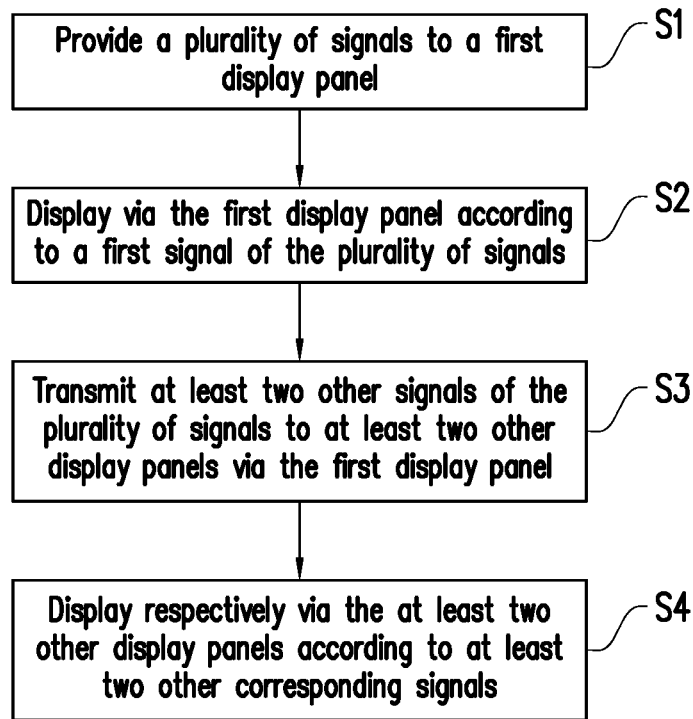 Provide a plurality of signals to a first
display panel
S1
Display via the first display panel according
to a first signal of the plurality of signals
S2
Transmit at least two other signals of the
plurality of signals to at least two other
display panels via the first display panel
S3
Display respectively via the at least two
other display panels according to at least
two other corresponding signals
S4